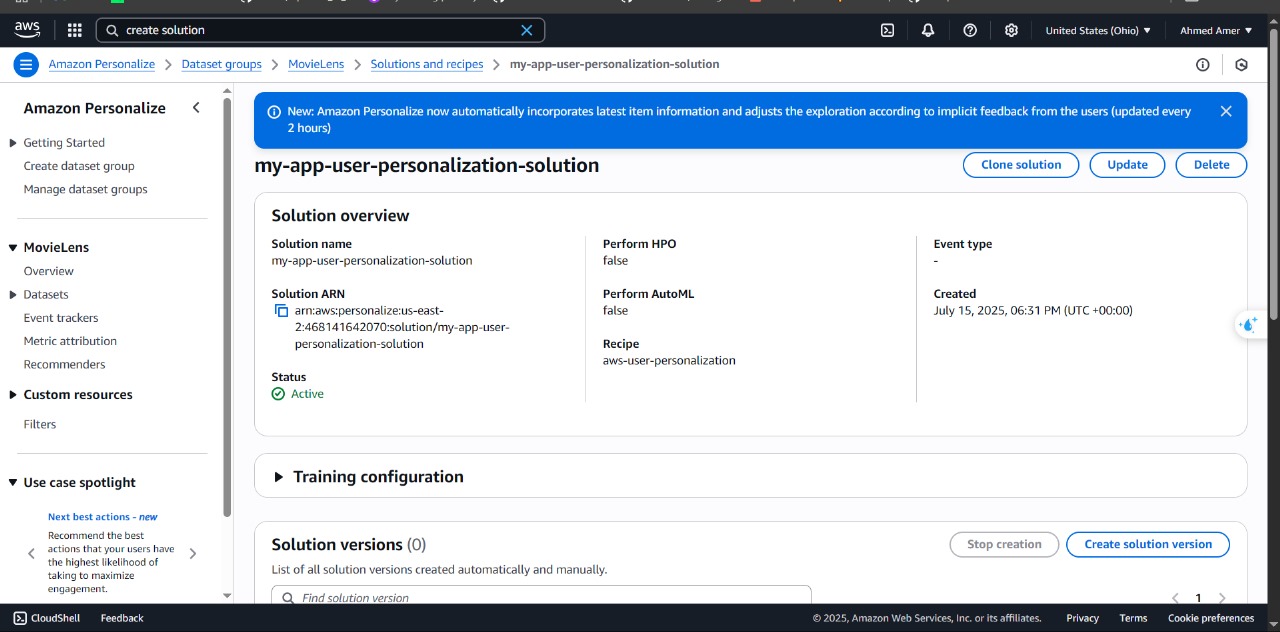 aws
create solution
United States (Ohio) ▼
Ahmed Amer ▼
Amazon Personalize > Dataset groups > MovieLens > Solutions and recipes > my-app-user-personalization-solution
Amazon Personalize
Getting Started
Create dataset group
Manage dataset groups
MovieLens
Overview
Datasets
Event trackers
Metric attribution
Recommenders
Custom resources
Filters
Use case spotlight
Next best actions - new
Recommend the best
actions that your users have
the highest likelihood of
taking to maximize
engagement.
New: Amazon Personalize now automatically incorporates latest item information and adjusts the exploration according to implicit feedback from the users (updated every
2 hours)
my-app-user-personalization-solution
Clone solution
Update
Delete
Solution overview
Solution name
my-app-user-personalization-solution
Solution ARN
arn:aws:personalize:us-east-
2:468141642070:solution/my-app-user-
personalization-solution
Status
Active
Perform HPO
false
Perform AutoML
false
Recipe
aws-user-personalization
Event type
-
Created
July 15, 2025, 06:31 PM (UTC +00:00)
Training configuration
Solution versions (0)
Stop creation
Create solution version
List of all solution versions created automatically and manually.
Find solution version
1
CloudShell
Feedback
© 2025, Amazon Web Services, Inc. or its affiliates.
Privacy
Terms
Cookie preferences